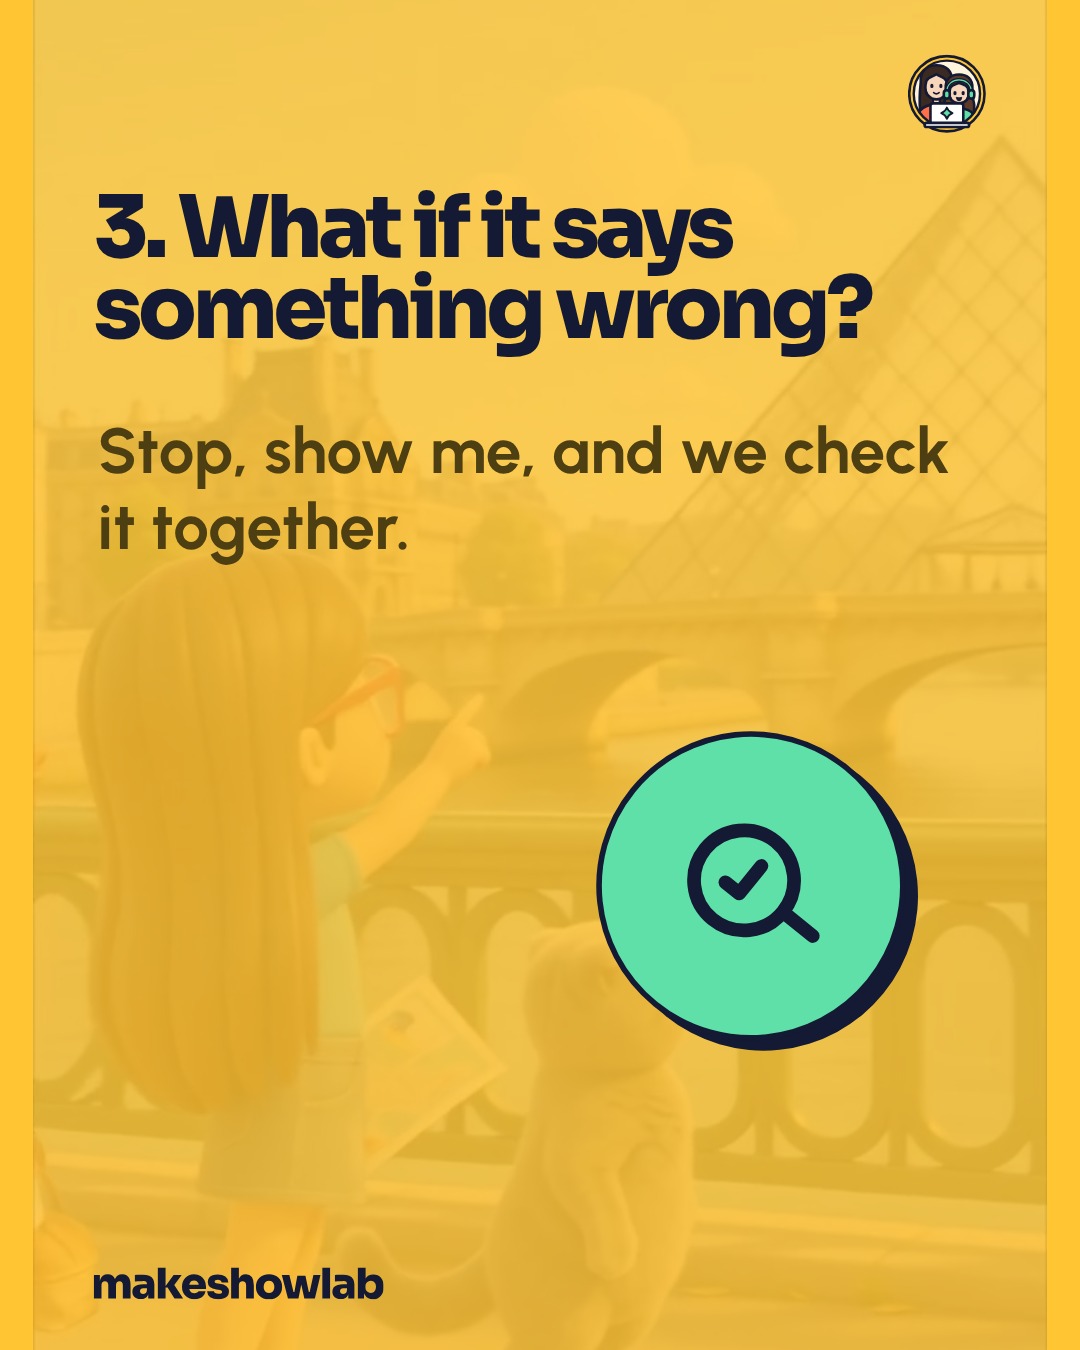 3. What if it says
something wrong?
Stop, show me, and we check
it together.
makeshowlab